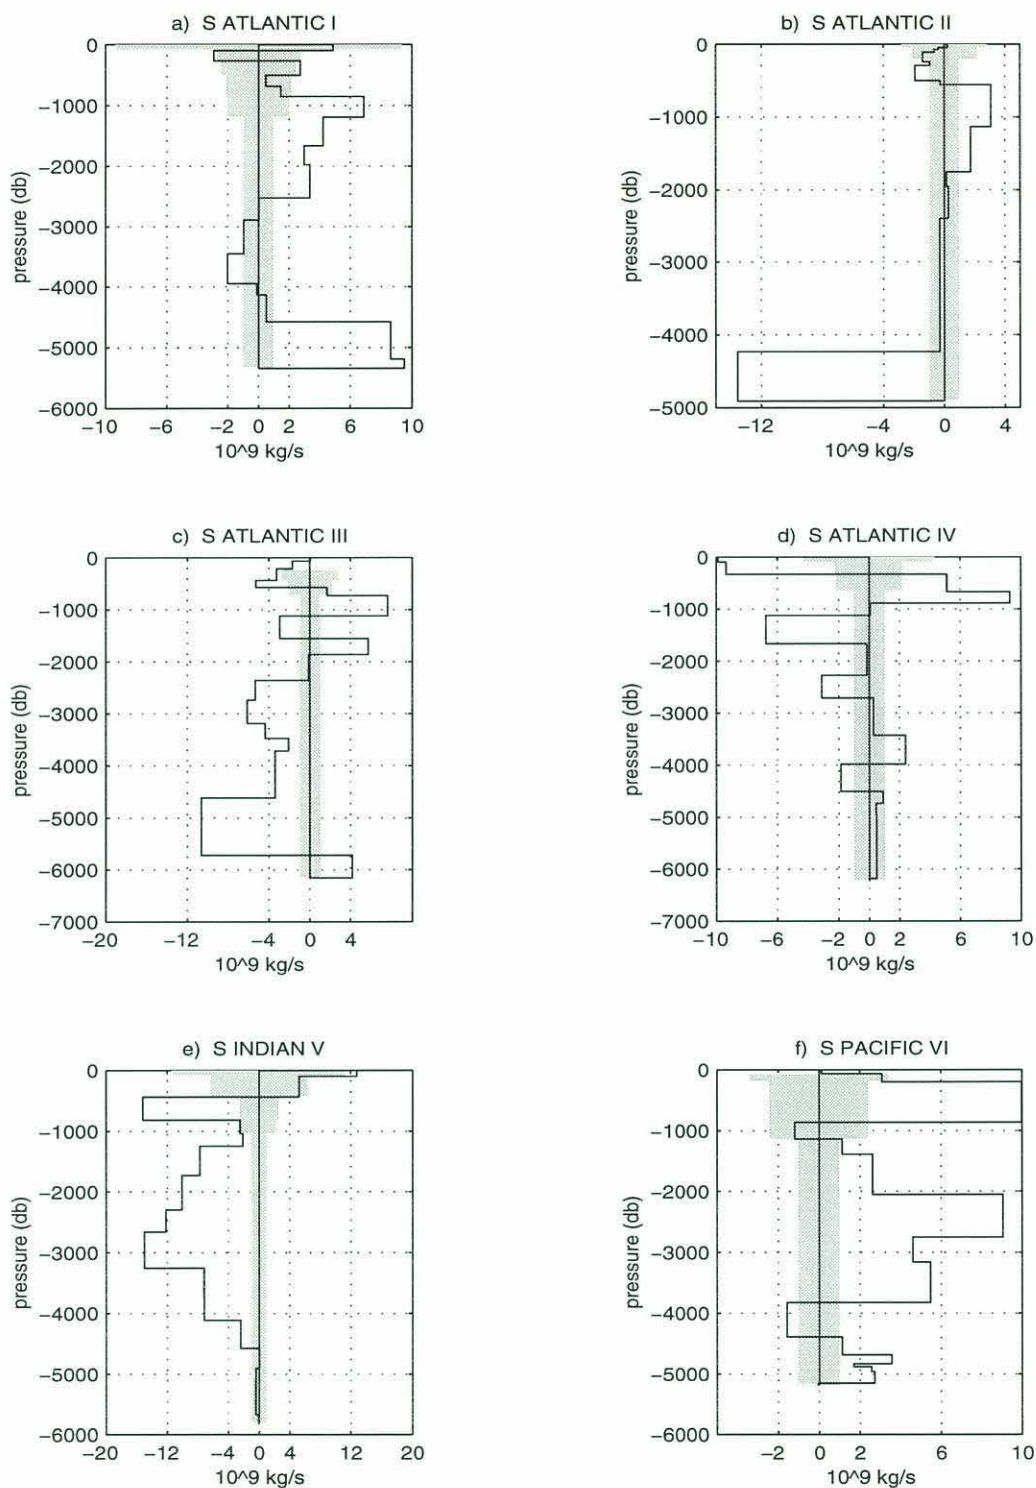 a) S ATLANTIC I
0
−1000
−2000
−3000
−4000
−5000
−6000
pressure (db)
−10 −6 −2 0 2 6 10
10^9 kg/s
b) S ATLANTIC II
0
−1000
−2000
−3000
−4000
−5000
pressure (db)
−12 −4 0 4
10^9 kg/s
c) S ATLANTIC III
0
−1000
−2000
−3000
−4000
−5000
−6000
−7000
pressure (db)
−20 −12 −4 0 4
10^9 kg/s
d) S ATLANTIC IV
0
−1000
−2000
−3000
−4000
−5000
−6000
−7000
pressure (db)
−10 −6 −2 0 2 6 10
10^9 kg/s
e) S INDIAN V
0
−1000
−2000
−3000
−4000
−5000
−6000
pressure (db)
−20 −12 −4 0 4 12 20
10^9 kg/s
f) S PACIFIC VI
0
−1000
−2000
−3000
−4000
−5000
−6000
pressure (db)
−2 0 2 6 10
10^9 kg/s